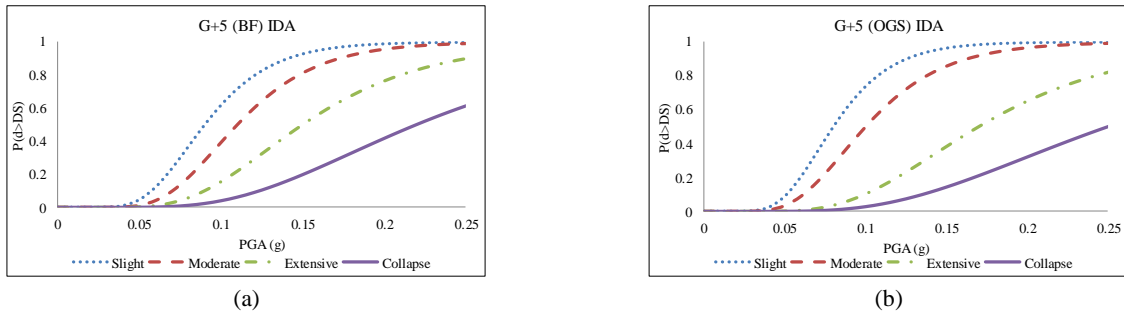 G+5 (BF) IDA
P(d>DS)
1
0.8
0.6
0.4
0.2
0
0 0.05 0.1 0.15 0.2 0.25
PGA (g)
Slight Moderate Extensive Collapse
(a)
G+5 (OGS) IDA
P(d>DS)
1
0.8
0.6
0.4
0.2
0
0 0.05 0.1 0.15 0.2 0.25
PGA (g)
Slight Moderate Extensive Collapse
(b)